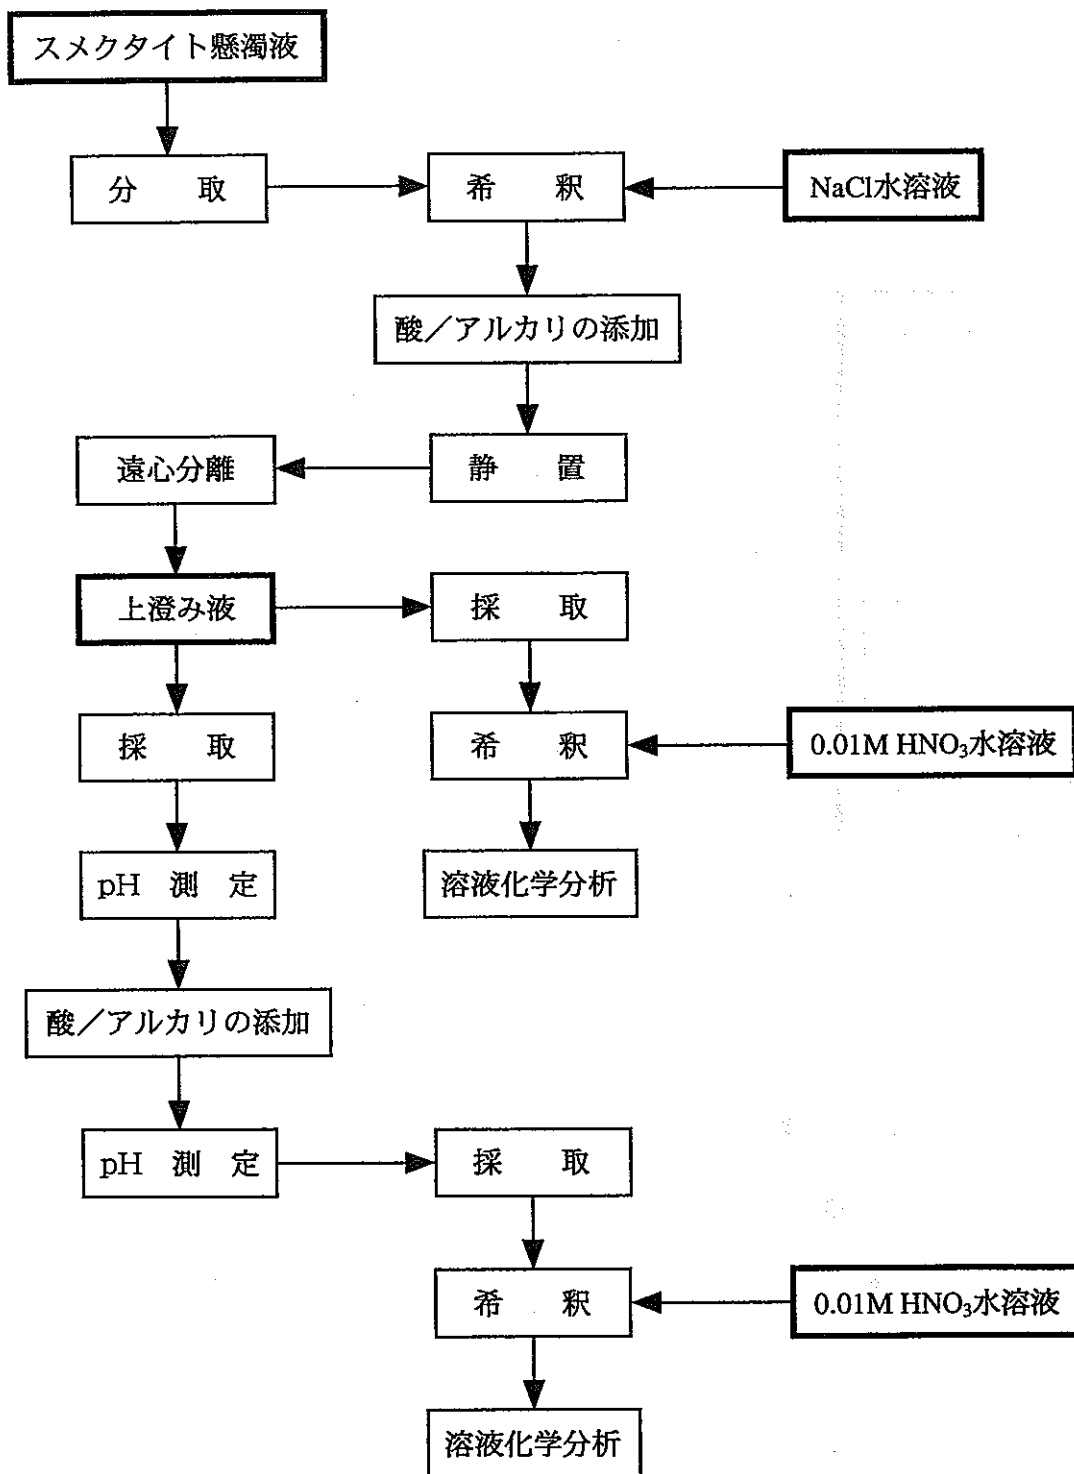 スメクタイト懸濁液
分 取
希 釈
NaCl水溶液
酸／アルカリの添加
遠心分離
静 置
上澄み液
採 取
採 取
希 釈
0.01M HNO₃水溶液
pH 測 定
溶液化学分析
酸／アルカリの添加
pH 測 定
採 取
希 釈
0.01M HNO₃水溶液
溶液化学分析